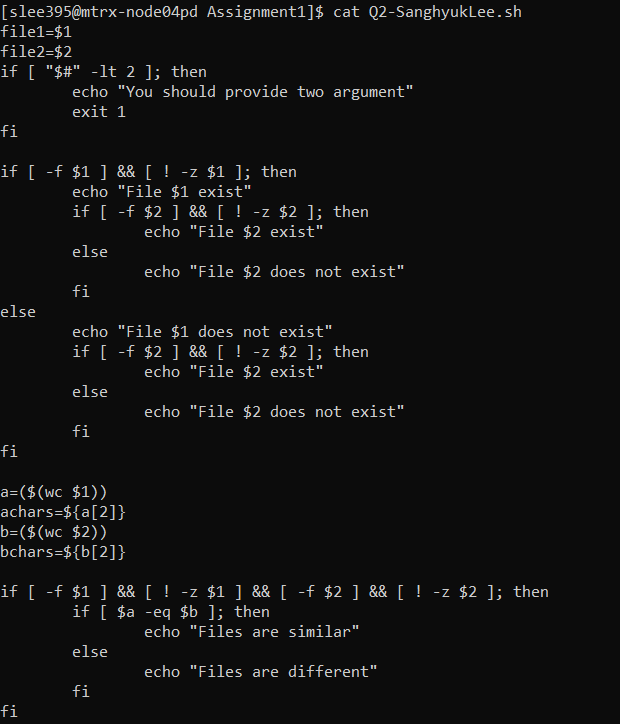 [slee395@mtrx-node04pd Assignment1]$ cat Q2-SanghyukLee.sh
file1=$1
file2=$2
if [ "$#" -lt 2 ]; then
        echo "You should provide two argument"
        exit 1
fi

if [ -f $1 ] && [ ! -z $1 ]; then
        echo "File $1 exist"
        if [ -f $2 ] && [ ! -z $2 ]; then
                echo "File $2 exist"
        else
                echo "File $2 does not exist"
        fi
else
        echo "File $1 does not exist"
        if [ -f $2 ] && [ ! -z $2 ]; then
                echo "File $2 exist"
        else
                echo "File $2 does not exist"
        fi
fi

a=($(wc $1))
achars=${a[2]}
b=($(wc $2))
bchars=${b[2]}

if [ -f $1 ] && [ ! -z $1 ] && [ -f $2 ] && [ ! -z $2 ]; then
        if [ $a -eq $b ]; then
                echo "Files are similar"
        else
                echo "Files are different"
        fi
fi